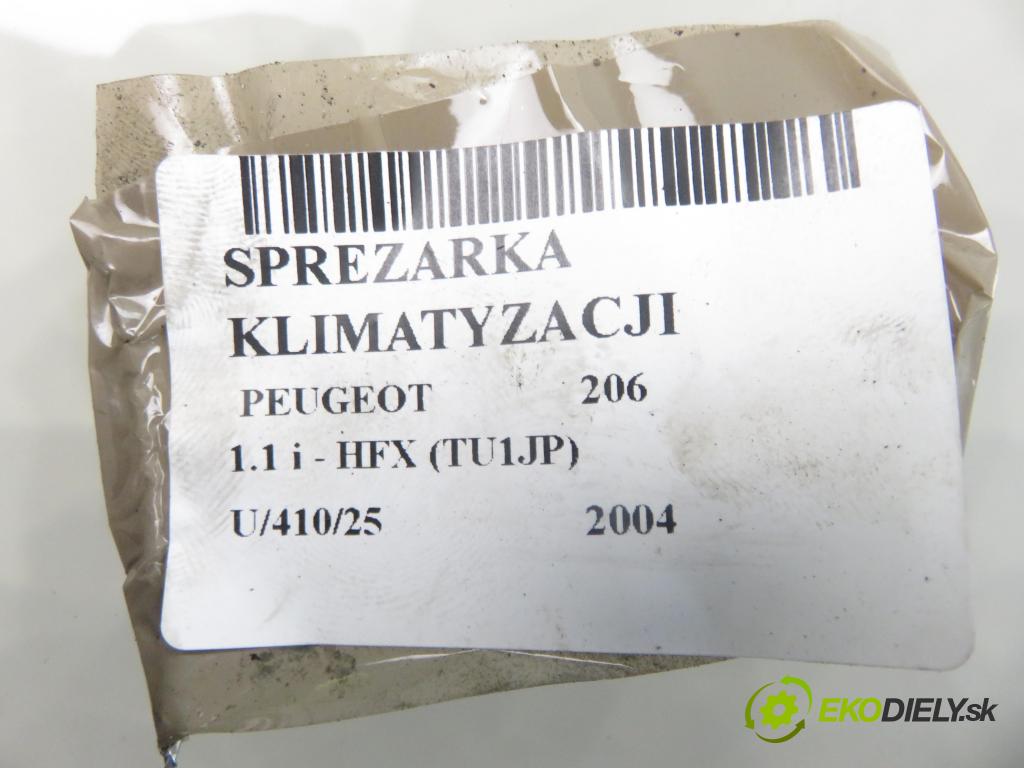 SPREZARKA
KLIMATYZACJI
PEUGEOT 206
1.1 i - HFX (TU1JP)
U/410/25 2004
EKODIELY.sk